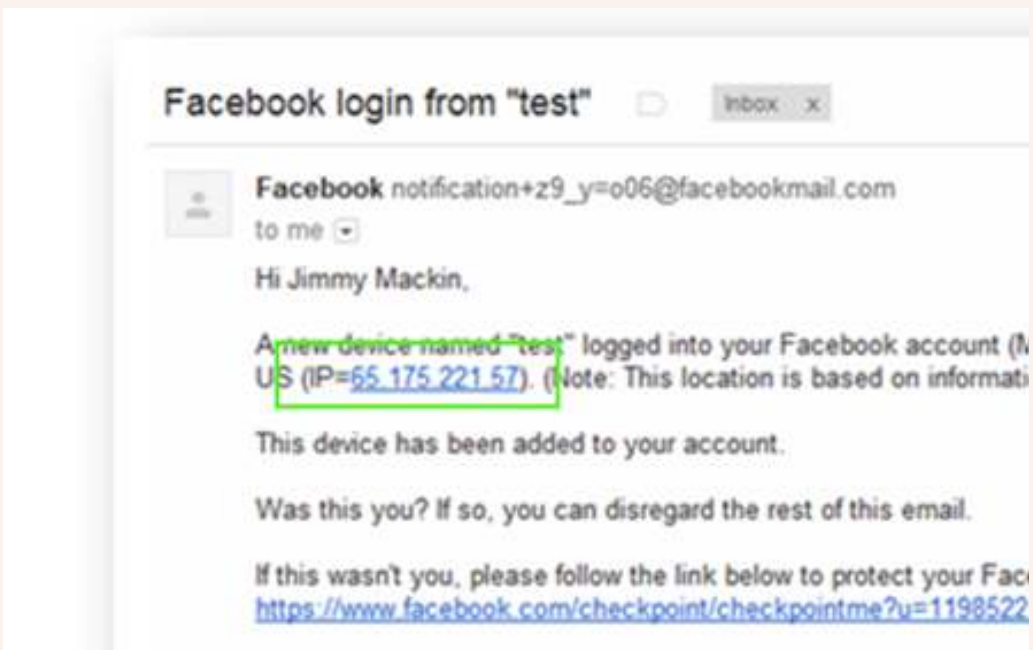 Facebook login from "test" Inbox x
Facebook notification+z9_y=o06@facebookmail.com
to me
Hi Jimmy Mackin,
A new device named "test" logged into your Facebook account (M
US (IP=65.175.221.57). (Note: This location is based on informati
This device has been added to your account.
Was this you? If so, you can disregard the rest of this email.
If this wasn't you, please follow the link below to protect your Fac
https://www.facebook.com/checkpoint/checkpointme?u=1198522